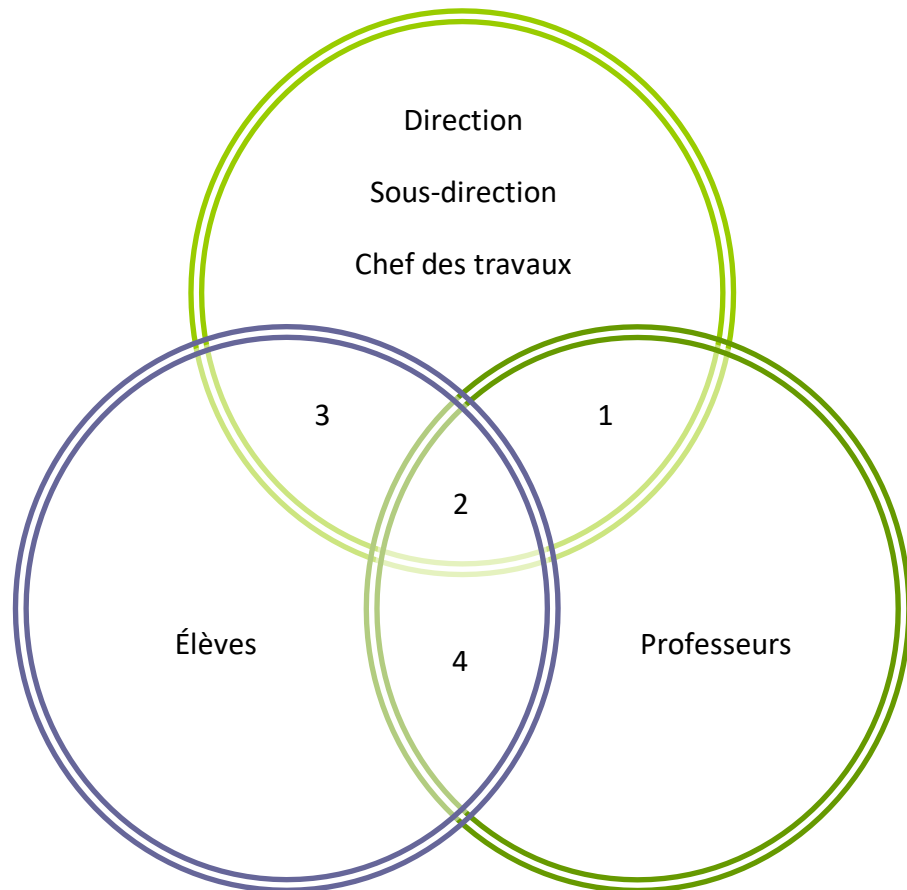 Direction
Sous-direction
Chef des travaux
3
1
2
Élèves
4
Professeurs